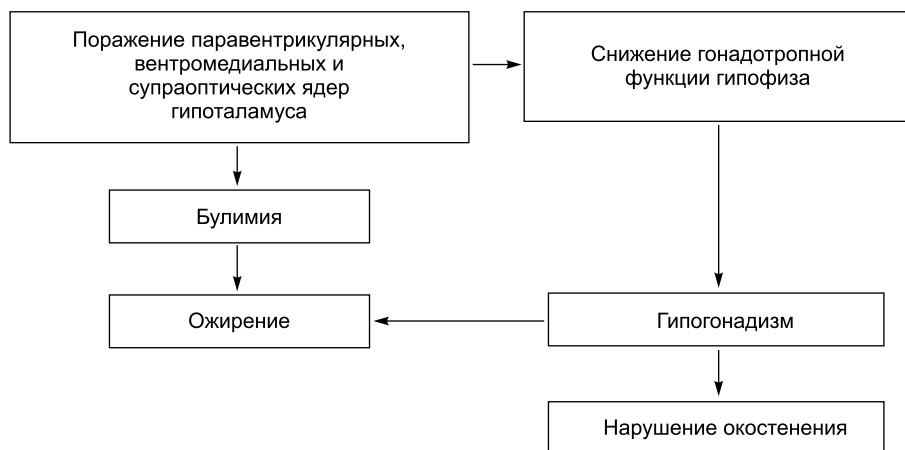 Поражение паравентрикулярных,
вентромедиальных и
супраоптических ядер
гипоталамуса
Снижение гонадотропной
функции гипофиза
Булимия
Ожирение
Гипогонадизм
Нарушение окостенения